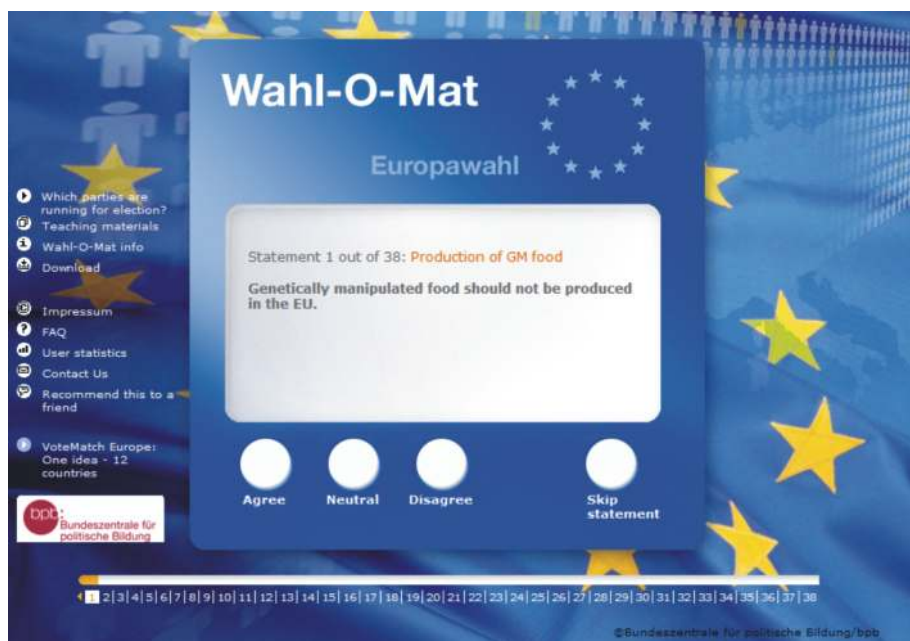 Wahl-O-Mat
Europawahl
Which parties are
running for election?
Teaching materials
Wahl-O-Mat info
Download
Impressum
FAQ
User statistics
Contact Us
Recommend this to a
friend
VoteMatch Europe:
One idea - 12
countries
bpb:
Bundeszentrale für
politische Bildung
Statement 1 out of 38: Production of GM food
Genetically manipulated food should not be produced
in the EU.
Agree Neutral Disagree Skip
statement
1 2|3|4|5|6|7|8|9|10|11|12|13|14|15|16|17|18|19|20|21|22|23|24|25|26|27|28|29|30|31|32|33|34|35|36|37|38
©Bundeszentrale für politische Bildung/bpb